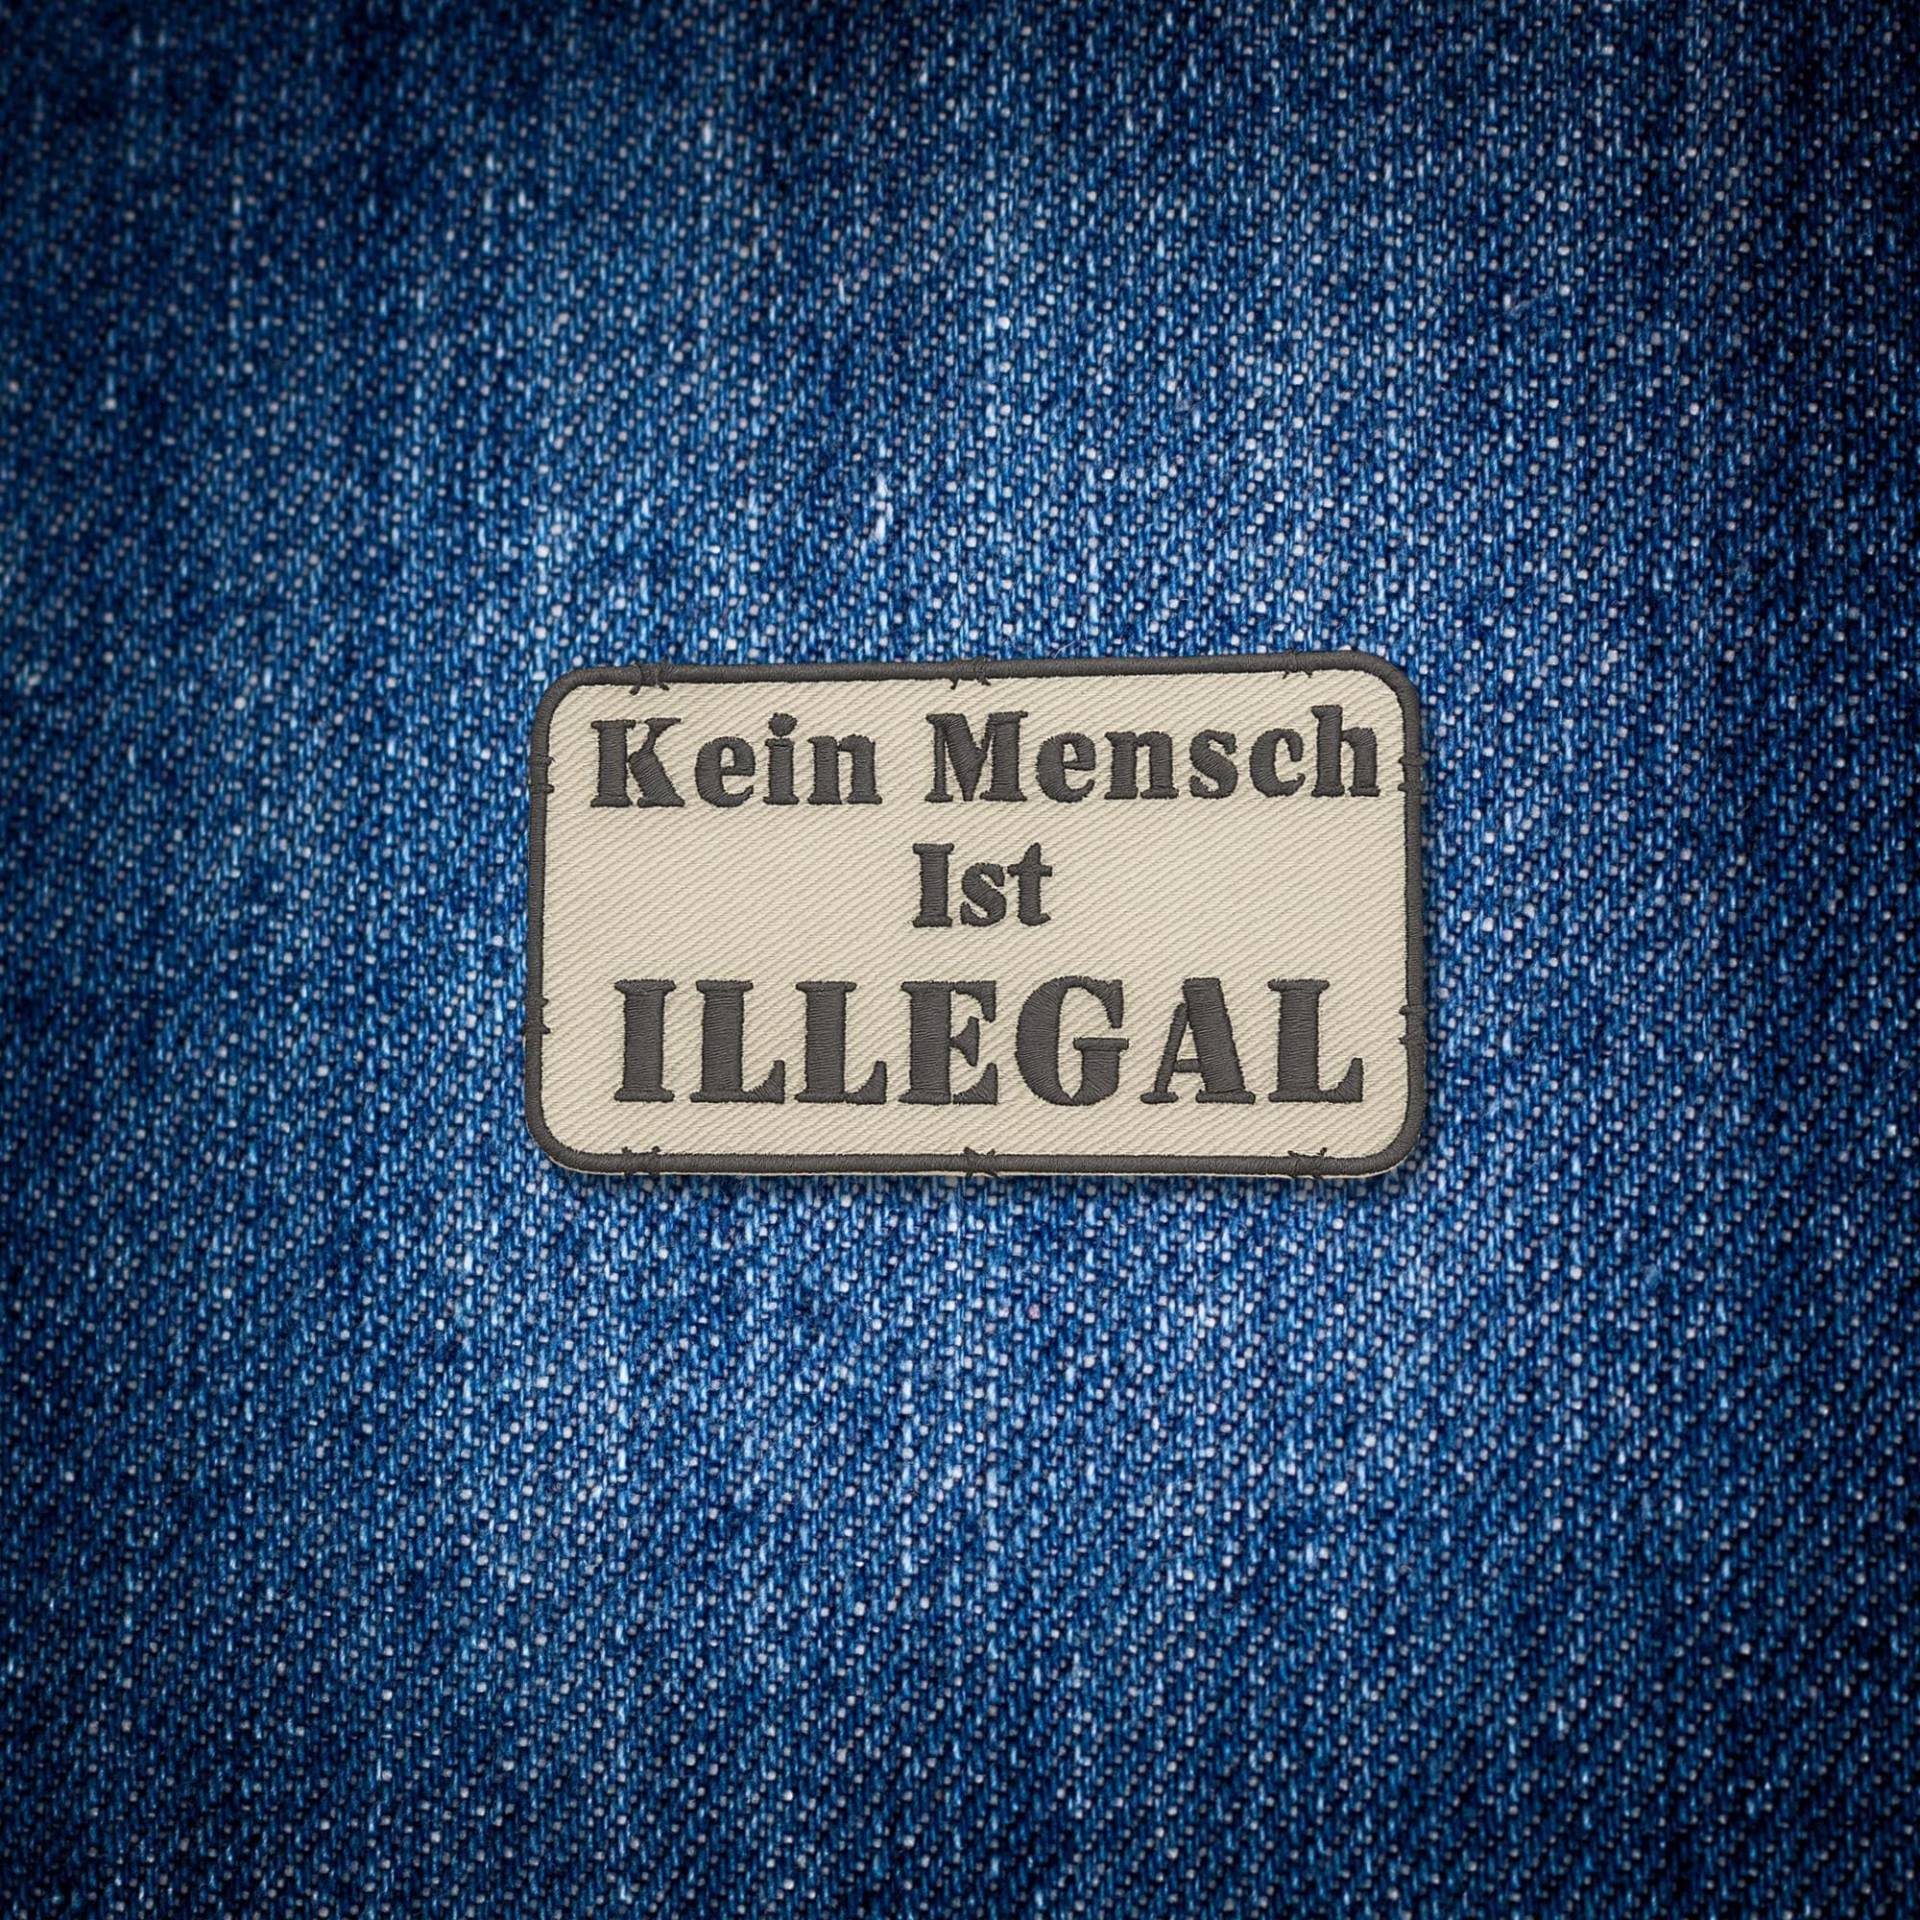 Kein Mensch
Ist
ILLEGAL